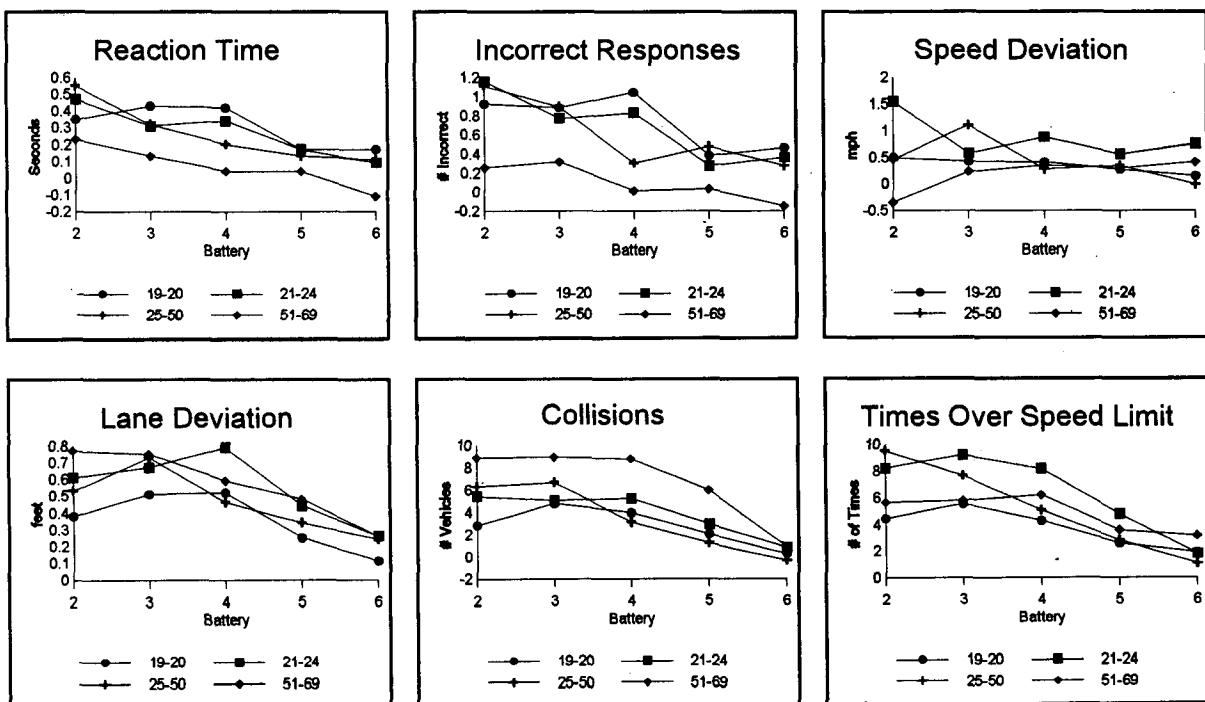 Reaction Time
Seconds
0.6
0.5
0.4
0.3
0.2
0.1
0
-0.1
-0.2
2 3 4 5 6
Battery
19-20 21-24
25-50 51-69
Incorrect Responses
# Incorrect
1.2
1
0.8
0.6
0.4
0.2
0
-0.2
2 3 4 5 6
Battery
19-20 21-24
25-50 51-69
Speed Deviation
mph
2
1.5
1
0.5
0
-0.5
2 3 4 5 6
Battery
19-20 21-24
25-50 51-69
Lane Deviation
feet
0.8
0.7
0.6
0.5
0.4
0.3
0.2
0.1
0
2 3 4 5 6
Battery
19-20 21-24
25-50 51-69
Collisions
# Vehicles
10
8
6
4
2
0
-2
2 3 4 5 6
Battery
19-20 21-24
25-50 51-69
Times Over Speed Limit
# of Times
10
8
6
4
2
0
2 3 4 5 6
Battery
19-20 21-24
25-50 51-69